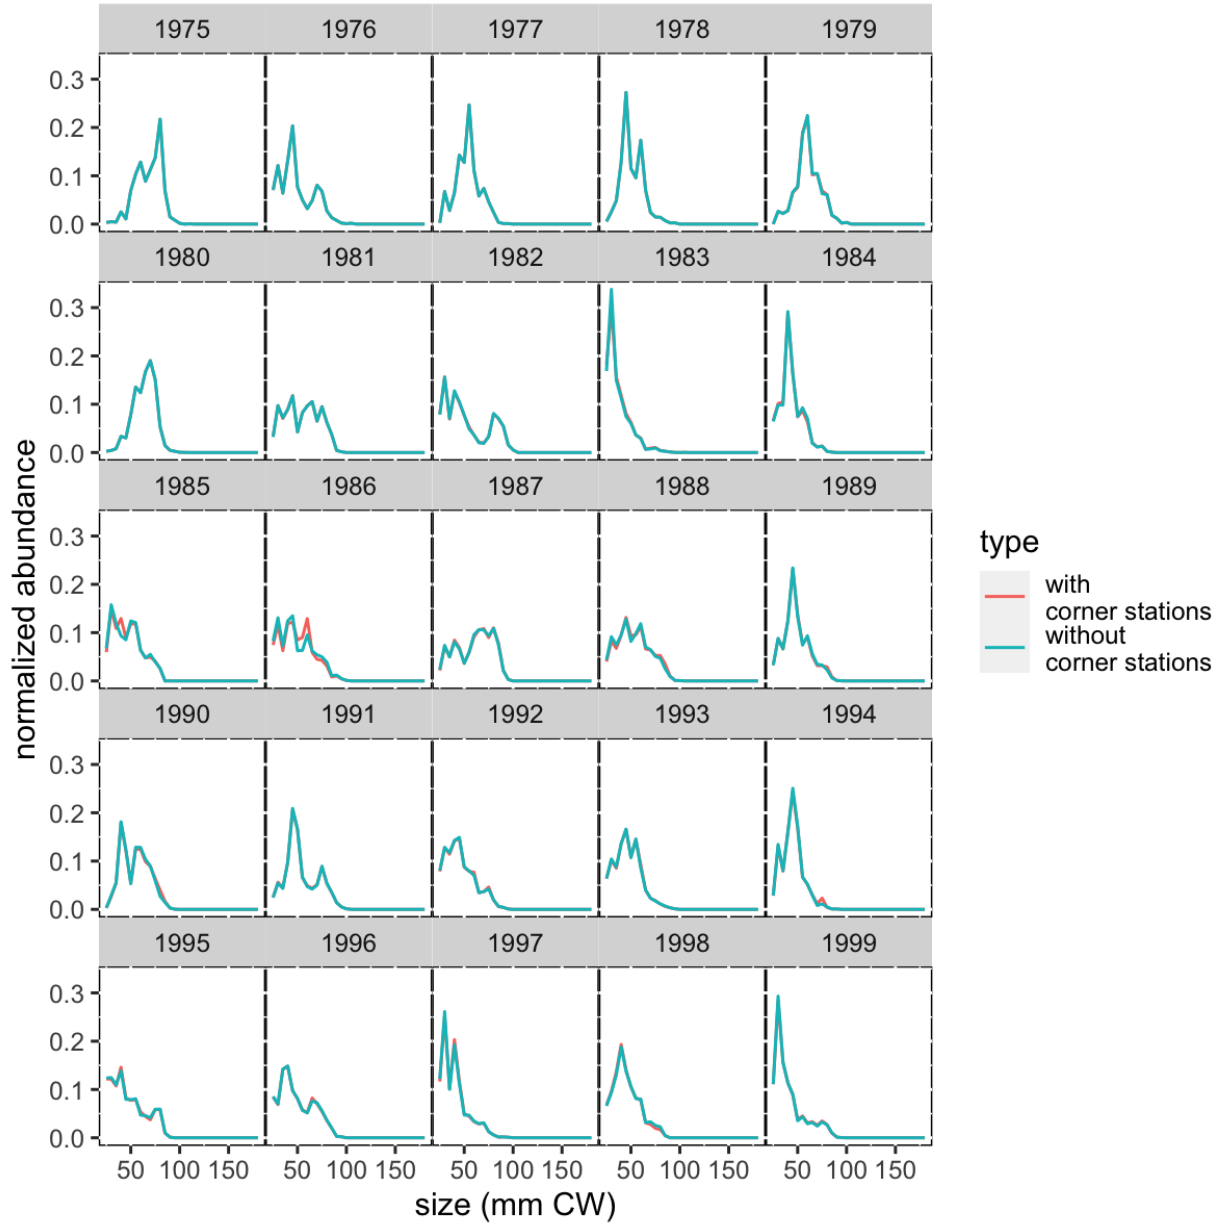 1975 1976 1977 1978 1979
0.3
0.2
0.1
0.0
1980 1981 1982 1983 1984
0.3
0.2
0.1
0.0
1985 1986 1987 1988 1989
0.3
0.2
0.1
0.0
1990 1991 1992 1993 1994
0.3
0.2
0.1
0.0
1995 1996 1997 1998 1999
0.3
0.2
0.1
0.0
50 100 150 50 100 150 50 100 150 50 100 150 50 100 150
size (mm CW)
normalized abundance
type
with
corner stations
without
corner stations